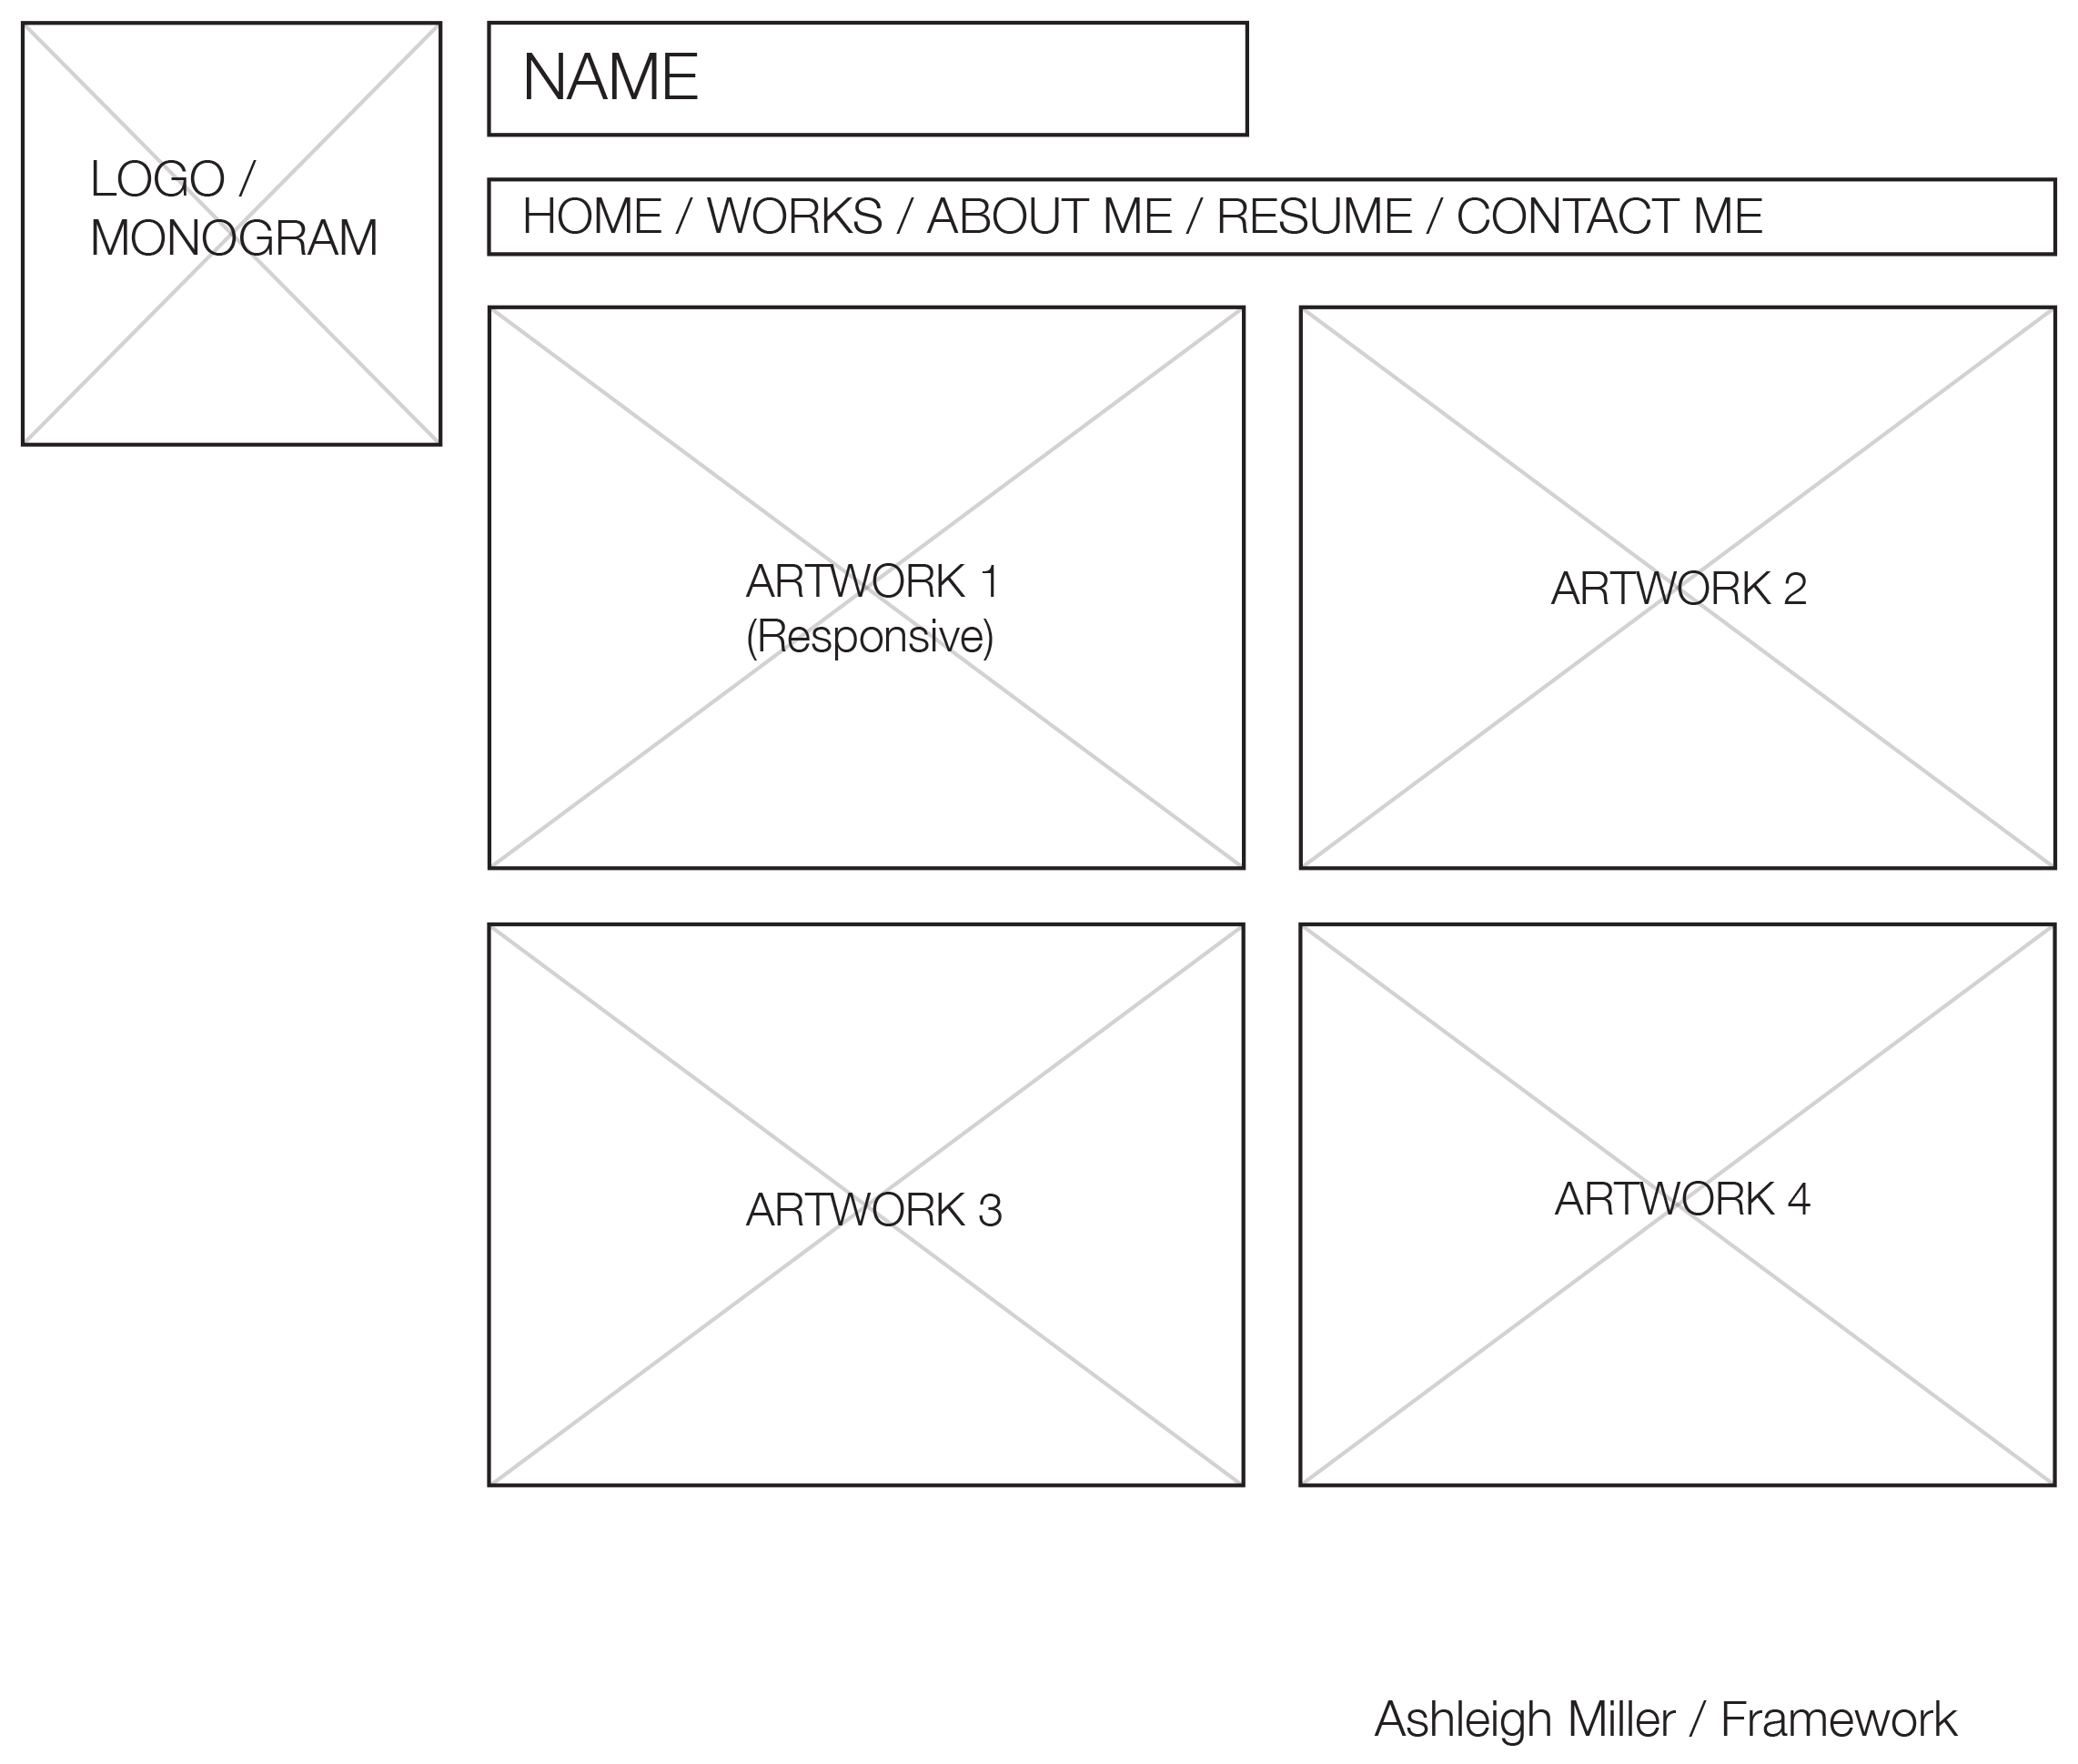 LOGO /
MONOGRAM
NAME
HOME / WORKS / ABOUT ME / RESUME / CONTACT ME
ARTWORK 1
(Responsive)
ARTWORK 2
ARTWORK 3
ARTWORK 4
Ashleigh Miller / Framework